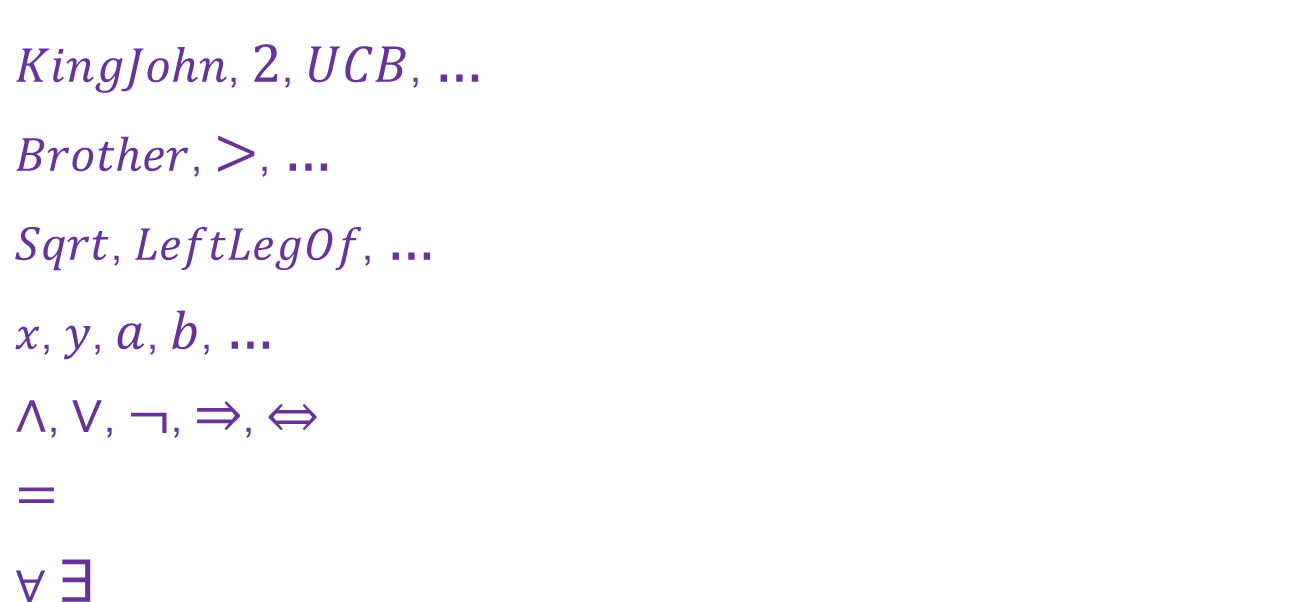 KingJohn, 2, UCB, ...
Brother, >, ...
Sqrt, LeftLegOf, ...
x, y, a, b, ...
∧, ∨, ¬, ⇒, ⇔
=
∀ ∃